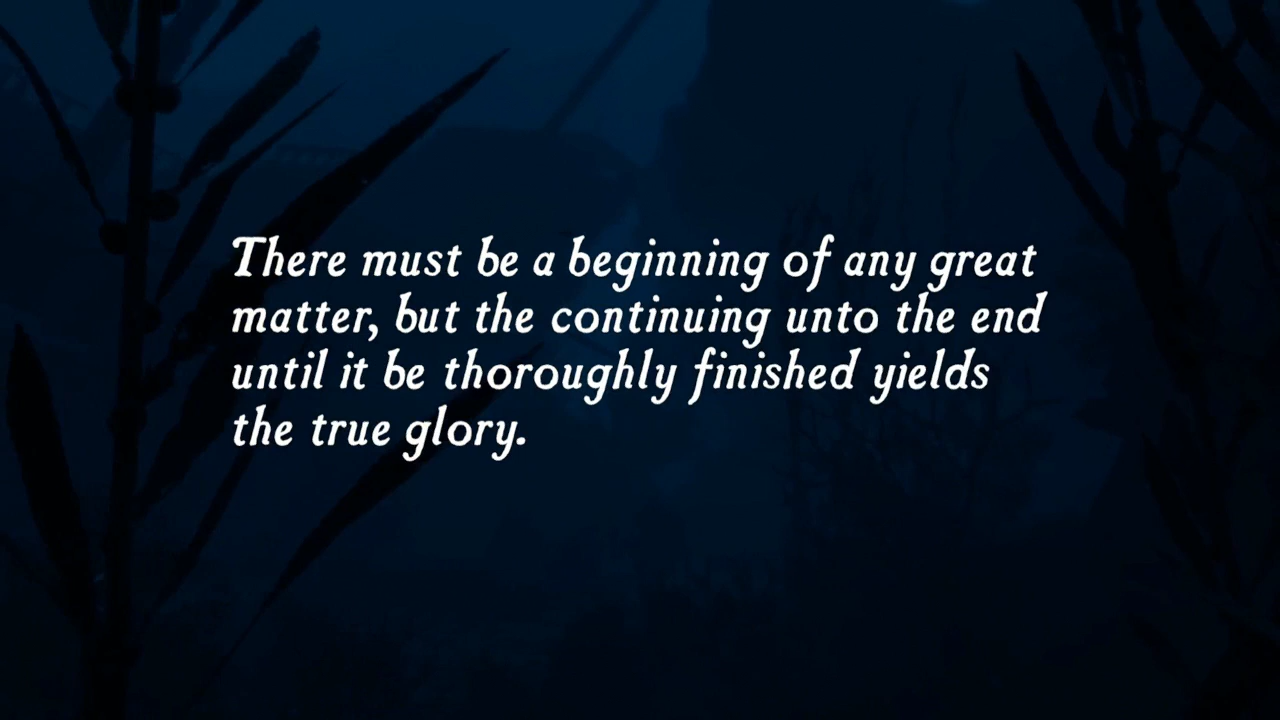 There must be a beginning of any great
matter, but the continuing unto the end
until it be thoroughly finished yields
the true glory.